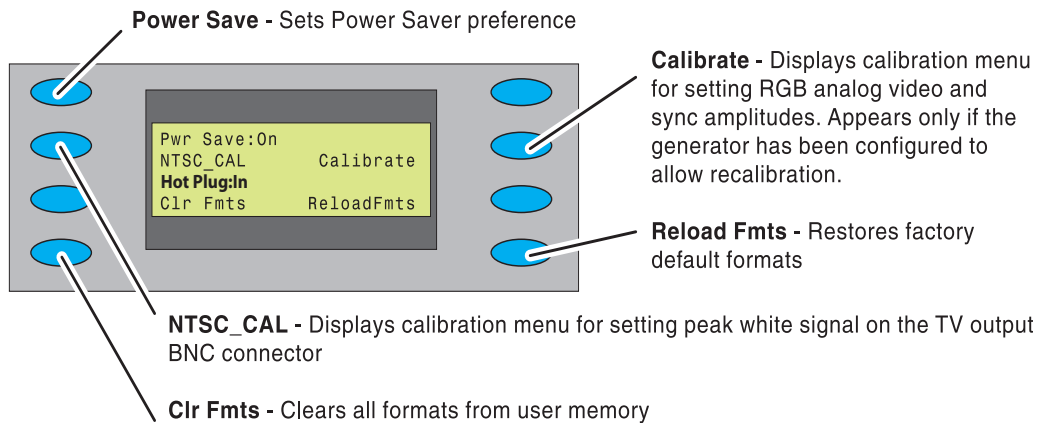 Power Save - Sets Power Saver preference
Calibrate - Displays calibration menu
for setting RGB analog video and
sync amplitudes. Appears only if the
generator has been configured to
allow recalibration.
Pwr Save:On
NTSC_CAL Calibrate
Hot Plug:In
Clr Fmts ReloadFmts
Reload Fmts - Restores factory
default formats
NTSC_CAL - Displays calibration menu for setting peak white signal on the TV output
BNC connector
Clr Fmts - Clears all formats from user memory